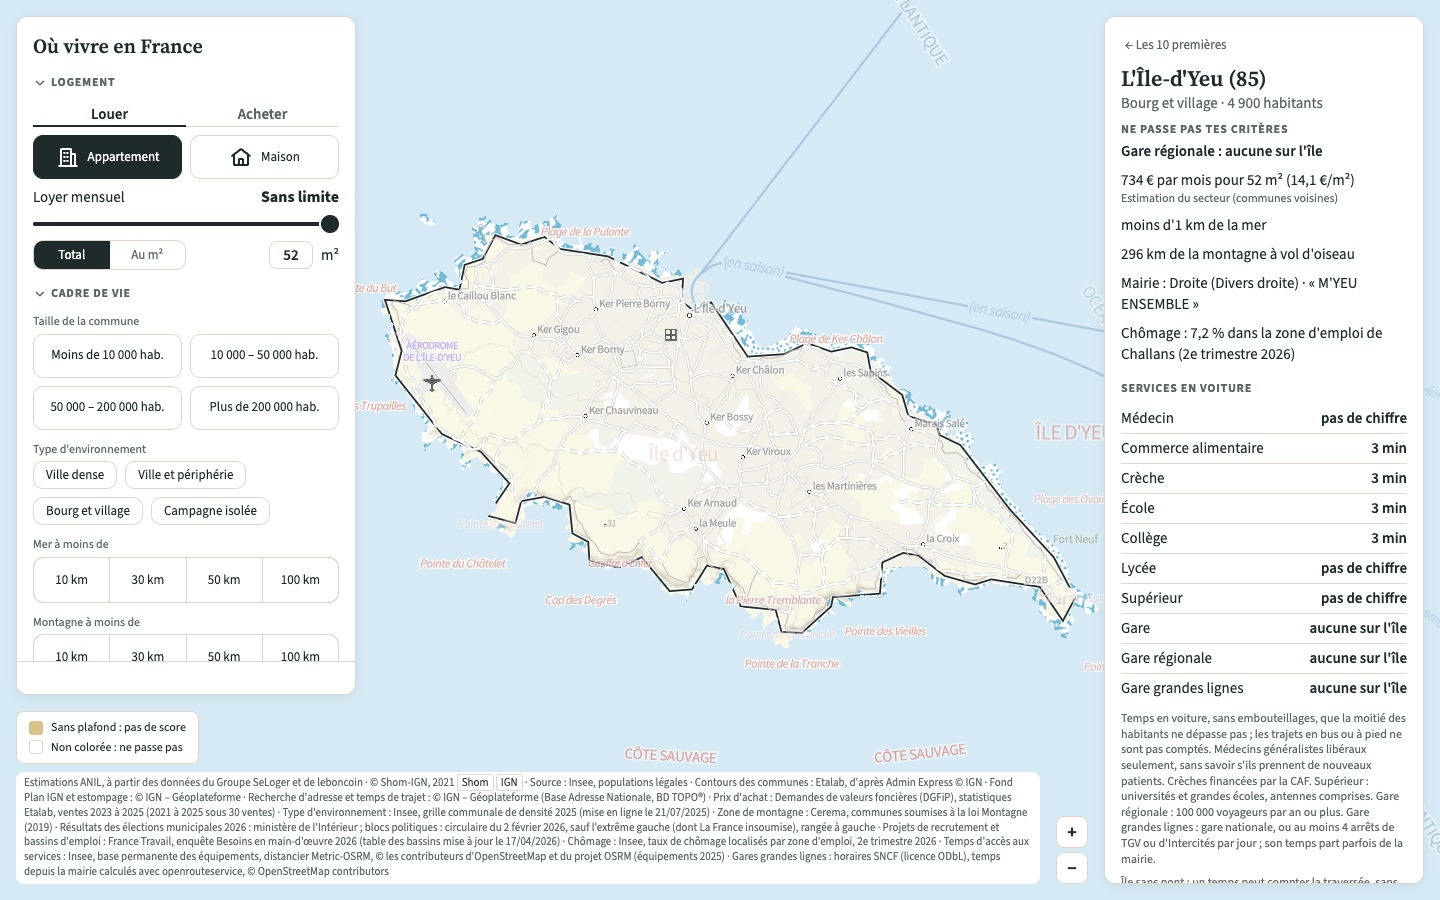 Où vivre en France
LOGEMENT
Louer
Acheter
Appartement
Maison
Loyer mensuel
Sans limite
Total
Au m²
52
m²
CADRE DE VIE
Taille de la commune
Moins de 10 000 hab.
10 000 – 50 000 hab.
50 000 – 200 000 hab.
Plus de 200 000 hab.
Type d'environnement
Ville dense
Ville et périphérie
Bourg et village
Campagne isolée
Mer à moins de
10 km
30 km
50 km
100 km
Montagne à moins de
10 km
30 km
50 km
100 km
Sans plafond : pas de score
Non colorée : ne passe pas
Estimations ANIL, à partir des données du Groupe SeLoger et de leboncoin · © Shom-IGN, 2021 Shom IGN · Source : Insee, populations légales · Contours des communes : Etalab, d'après Admin Express © IGN · Fond
Plan IGN et estompage : © IGN – Géoplateforme · Recherche d'adresse et temps de trajet : © IGN – Géoplateforme (Base Adresse Nationale, BD TOPO®) · Prix d'achat : Demandes de valeurs foncières (DGFiP), statistiques
Etalab, ventes 2023 à 2025 (2021 à 2025 sous 30 ventes) · Type d'environnement : Insee, grille communale de densité 2025 (mise en ligne le 21/07/2025) · Zone de montagne : Cerema, communes soumises à la loi Montagne
(2019) · Résultats des élections municipales 2026 : ministère de l'Intérieur ; blocs politiques : circulaire du 2 février 2026, sauf l'extrême gauche (dont La France insoumise), rangée à gauche · Projets de recrutement et
bassins d'emploi : France Travail, enquête Besoins en main-d'œuvre 2026 (table des bassins mise à jour le 17/04/2026) · Chômage : Insee, taux de chômage localisés par zone d'emploi, 2e trimestre 2026 · Temps d'accès aux
services : Insee, base permanente des équipements, distancier Metric-OSRM, © les contributeurs d'OpenStreetMap et du projet OSRM (équipements 2025) · Gares grandes lignes : horaires SNCF (licence ODbL), temps
depuis la mairie calculés avec openrouteservice, © OpenStreetMap contributors
LANTIQUE
Plage de la Pulante
(en saison)
(en saison)
te du But
le Caillou Blanc
Ker Pierre Borny
L'Île-d'Yeu
Ker Gigou
Plage de Ker Châlon
AÉRODROME
DE L'ÎLE-D'YEU
Ker Borny
Ker Châlon
les Sapins
s Trupailles
Ker Chauvineau
Ker Bossy
Marais Salé
ÎLE D'YEU
Île d'Yeu
Ker Viroux
les Martinières
Plage des Ovain
Ker Arnaud
la Meule
31
la Croix
Fort Neuf
Pointe du Châtelet
Gouffre d'Enfer
D22B
Cap des Degrés
la Pierre Tremblante
Pointe des Vieilles
Pointe de la Tranche
Poin
CÔTE SAUVAGE
CÔTE SAUVAGE
+
−
← Les 10 premières
L'Île-d'Yeu (85)
Bourg et village · 4 900 habitants
NE PASSE PAS TES CRITÈRES
Gare régionale : aucune sur l'île
734 € par mois pour 52 m² (14,1 €/m²)
Estimation du secteur (communes voisines)
moins d'1 km de la mer
296 km de la montagne à vol d'oiseau
Mairie : Droite (Divers droite) · « M'YEU
ENSEMBLE »
Chômage : 7,2 % dans la zone d'emploi de
Challans (2e trimestre 2026)
SERVICES EN VOITURE
Médecin pas de chiffre
Commerce alimentaire 3 min
Crèche 3 min
École 3 min
Collège 3 min
Lycée pas de chiffre
Supérieur pas de chiffre
Gare aucune sur l'île
Gare régionale aucune sur l'île
Gare grandes lignes aucune sur l'île
Temps en voiture, sans embouteillages, que la moitié des
habitants ne dépasse pas ; les trajets en bus ou à pied ne
sont pas comptés. Médecins généralistes libéraux
seulement, sans savoir s'ils prennent de nouveaux
patients. Crèches financées par la CAF. Supérieur :
universités et grandes écoles, antennes comprises. Gare
régionale : 100 000 voyageurs par an ou plus. Gare
grandes lignes : gare nationale, ou au moins 4 arrêts de
TGV ou d'Intercités par jour ; son temps part parfois de la
mairie.
Île sans pont : un temps peut compter la traversée, sans